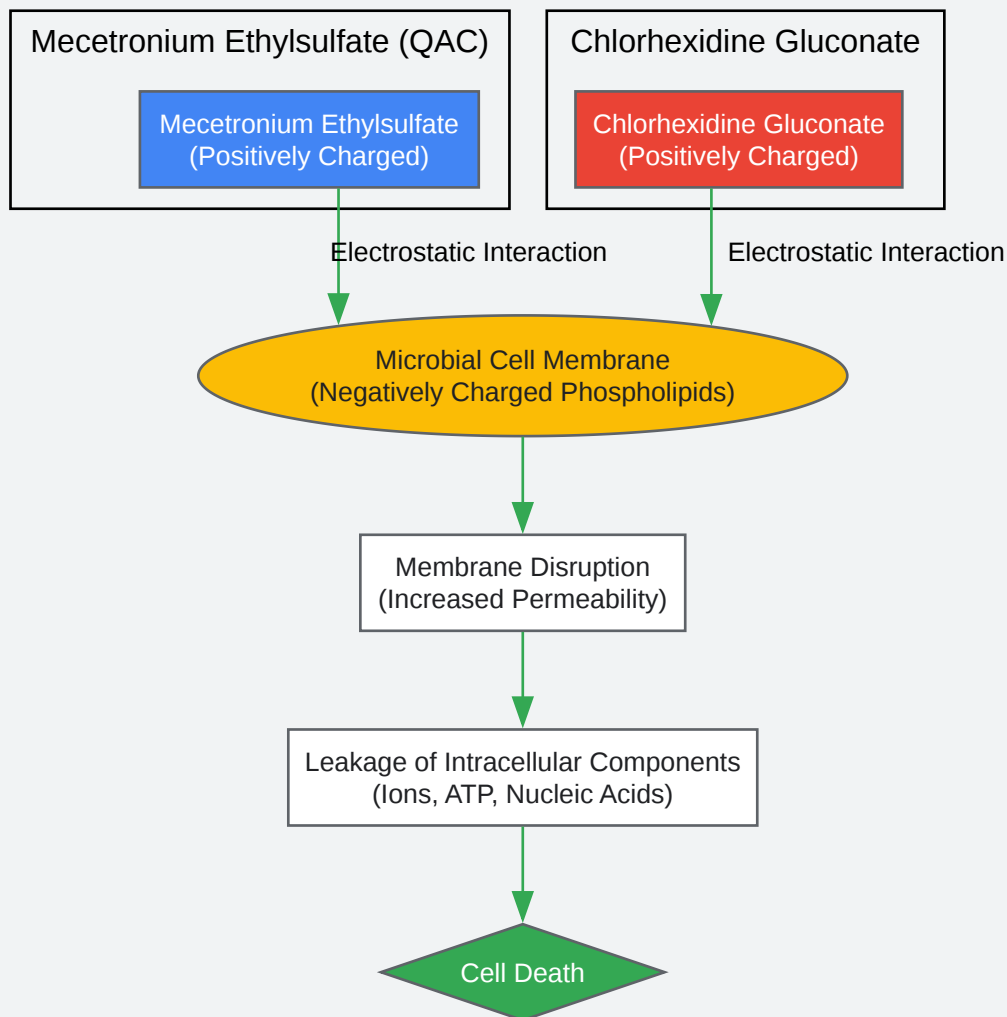 Mecetronium Ethylsulfate (QAC)
Chlorhexidine Gluconate
Mecetronium Ethylsulfate
(Positively Charged)
Chlorhexidine Gluconate
(Positively Charged)
Electrostatic Interaction
Electrostatic Interaction
Microbial Cell Membrane
(Negatively Charged Phospholipids)
Membrane Disruption
(Increased Permeability)
Leakage of Intracellular Components
(Ions, ATP, Nucleic Acids)
Cell Death